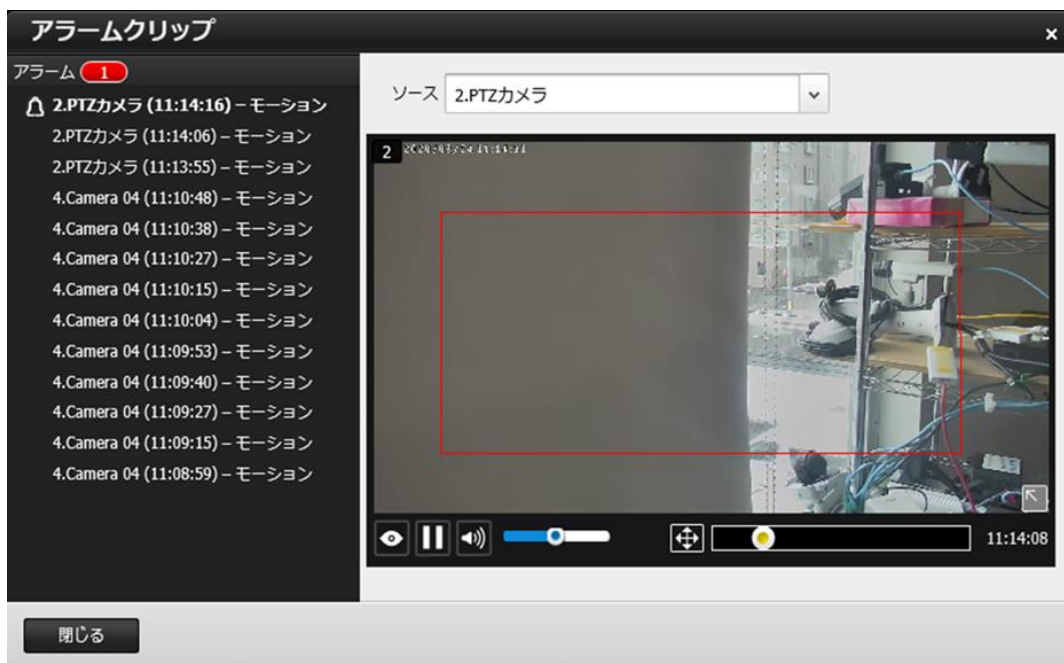 アラームクリップ
×
アラーム 1
2.PTZカメラ (11:14:16) – モーション
2.PTZカメラ (11:14:06) – モーション
2.PTZカメラ (11:13:55) – モーション
4.Camera 04 (11:10:48) – モーション
4.Camera 04 (11:10:38) – モーション
4.Camera 04 (11:10:27) – モーション
4.Camera 04 (11:10:15) – モーション
4.Camera 04 (11:10:04) – モーション
4.Camera 04 (11:09:53) – モーション
4.Camera 04 (11:09:40) – モーション
4.Camera 04 (11:09:27) – モーション
4.Camera 04 (11:09:15) – モーション
4.Camera 04 (11:08:59) – モーション
ソース 2.PTZカメラ
2
11:14:08
閉じる